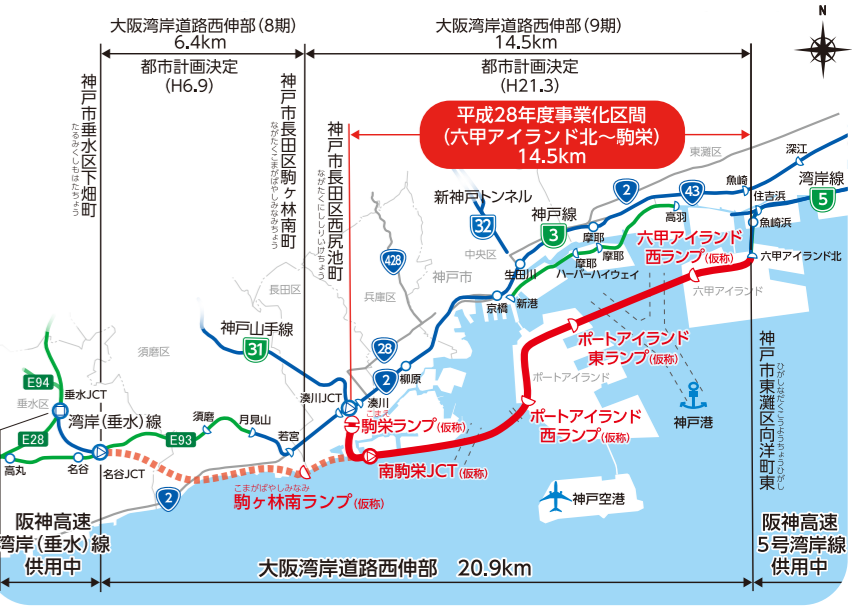 大阪湾岸道路西伸部(8期)
6.4km
都市計画決定
(H6.9)
大阪湾岸道路西伸部(9期)
14.5km
都市計画決定
(H21.3)
N
平成28年度事業化区間
(六甲アイランド北〜駒栄)
14.5km
神戸市垂水区下畑町
たるみくしもはたちょう
神戸市長田区駒ヶ林南町
ながたくこまがばやしみなみちょう
神戸市長田区西尻池町
ながたくにししりいけちょう
東灘区
深江
魚崎
湾岸線
5
住吉浜
魚崎浜
2
43
高羽
新神戸トンネル
32
神戸線
3
摩耶
摩耶
摩耶
ハーバーハイウェイ
六甲アイランド
西ランプ(仮称)
六甲アイランド北
六甲アイランド
中央区
生田川
神戸市
428
京橋
新港
兵庫区
長田区
神戸山手線
31
須磨区
28
2
柳原
湊川JCT
湊川
ポートアイランド
東ランプ(仮称)
ポートアイランド
ポートアイランド
西ランプ(仮称)
神戸港
神戸市東灘区向洋町東
ひがしなだくこうようちょうひがし
E94
垂水JCT
垂水区
湾岸(垂水)線
E28
E93
須磨
月見山
若宮
高丸
名谷
名谷JCT
こまえ
駒栄ランプ(仮称)
南駒栄JCT(仮称)
2
こまがばやしみなみ
駒ヶ林南ランプ(仮称)
神戸空港
阪神高速
湾岸(垂水)線
供用中
大阪湾岸道路西伸部 20.9km
阪神高速
5号湾岸線
供用中